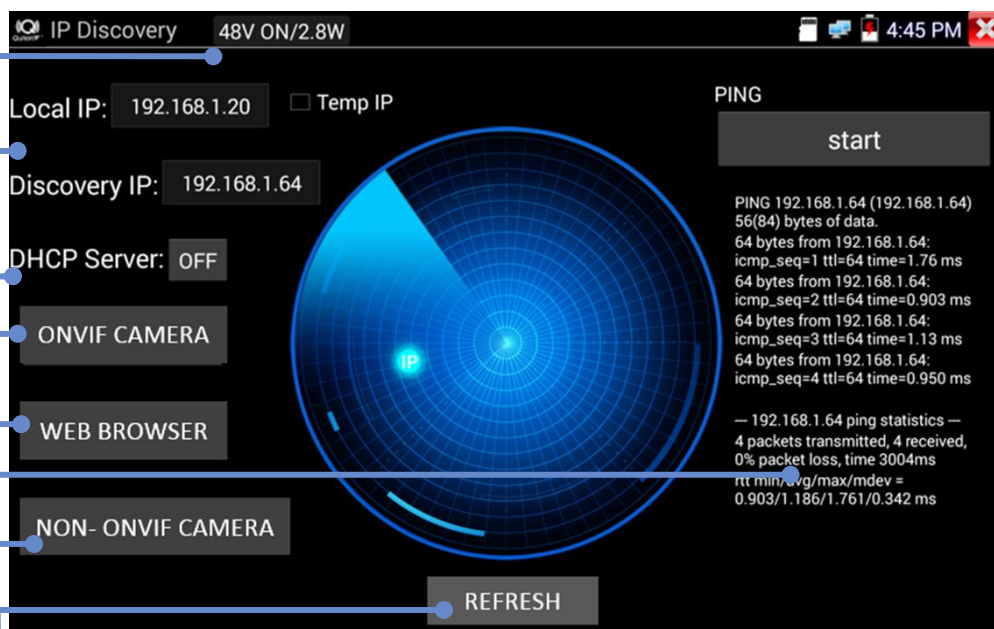 IP Discovery 48V ON/2.8W 4:45 PM
Local IP: 192.168.1.20 Temp IP
Discovery IP: 192.168.1.64
DHCP Server: OFF
ONVIF CAMERA
WEB BROWSER
NON- ONVIF CAMERA
IP
REFRESH
PING
start
PING 192.168.1.64 (192.168.1.64)
56(84) bytes of data.
64 bytes from 192.168.1.64:
icmp_seq=1 ttl=64 time=1.76 ms
64 bytes from 192.168.1.64:
icmp_seq=2 ttl=64 time=0.903 ms
64 bytes from 192.168.1.64:
icmp_seq=3 ttl=64 time=1.13 ms
64 bytes from 192.168.1.64:
icmp_seq=4 ttl=64 time=0.950 ms
--- 192.168.1.64 ping statistics ---
4 packets transmitted, 4 received,
0% packet loss, time 3004ms
rtt min/avg/max/mdev =
0.903/1.186/1.761/0.342 ms